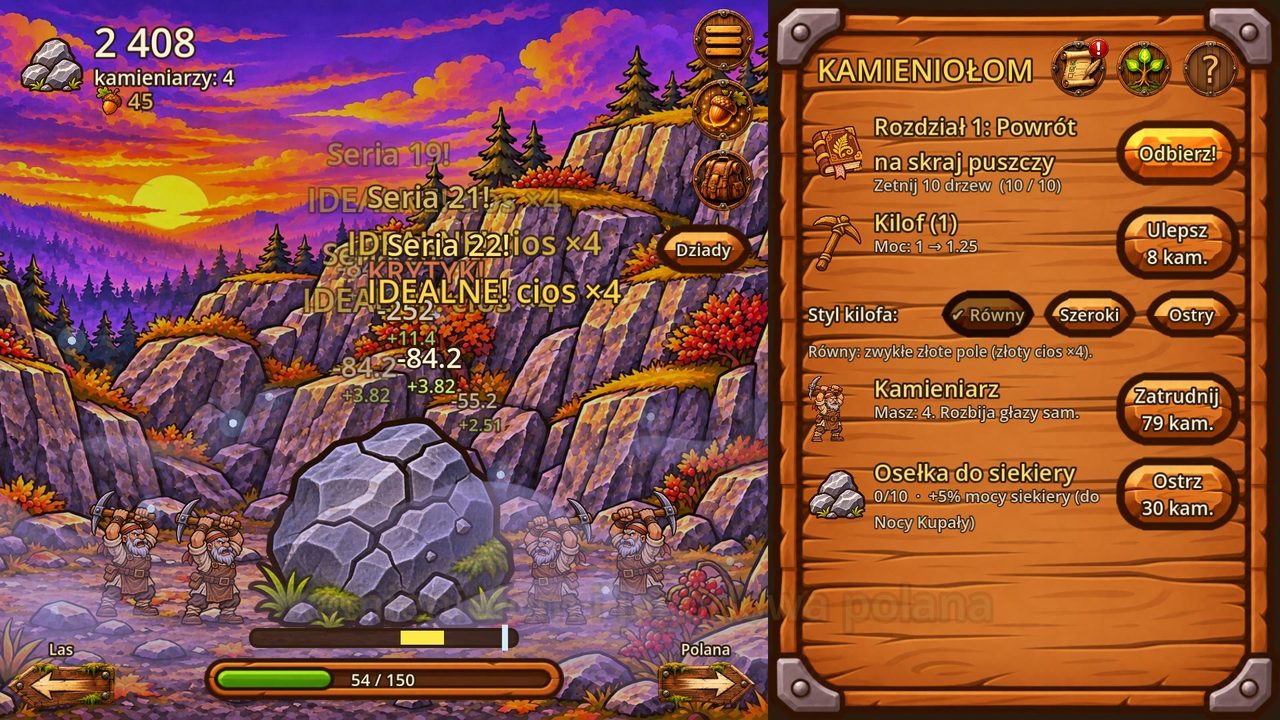 2 408
kamieniarzy: 4
45
Seria 19!
Seria 21!
Seria 22!
KRYTYK!
IDEALNE! cios ×4
-252
+11.4
-84.2
-84.2
+3.82
+3.82
-55.2
+2.51
Dziady
Las
Polana
54 / 150
KAMIENIOŁOM
!
?
Rozdział 1: Powrót
na skraj puszczy
Zetnij 10 drzew (10 / 10)
Odbierz!
Kilof (1)
Moc: 1 → 1.25
Ulepsz
8 kam.
Styl kilofa:
✓ Równy
Szeroki
Ostry
Równy: zwykłe złote pole (złoty cios ×4).
Kamieniarz
Masz: 4. Rozbija głazy sam.
Zatrudnij
79 kam.
Osełka do siekiery
0/10 · +5% mocy siekiery (do
Nocy Kupały)
Ostrz
30 kam.
polana